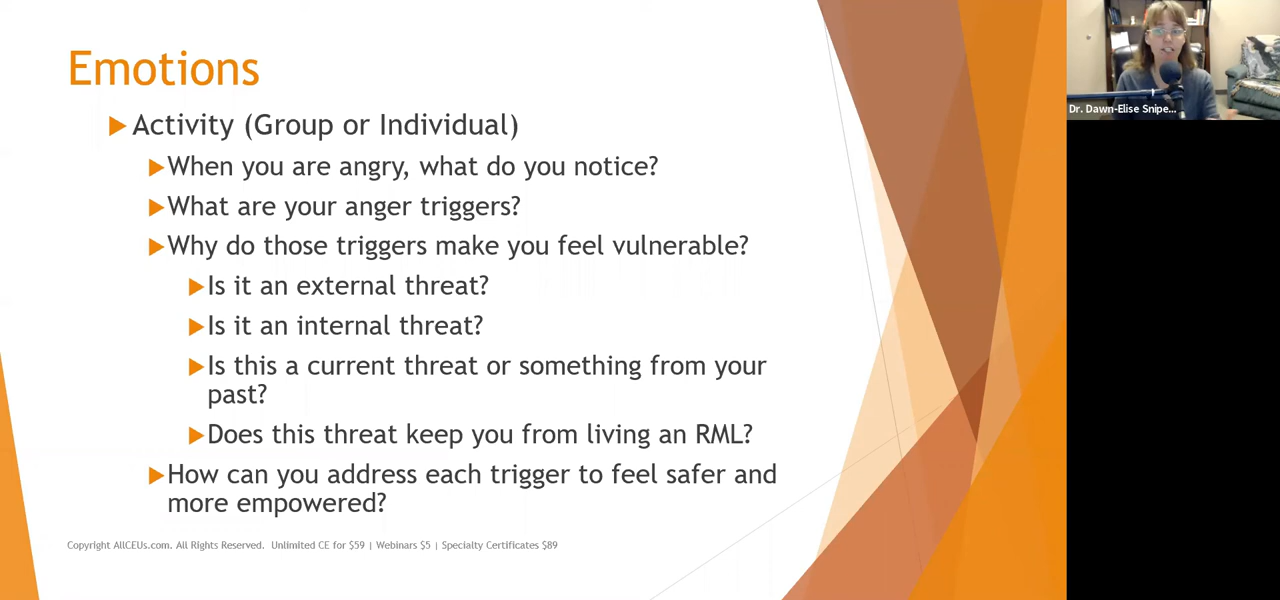 Emotions
Activity (Group or Individual)
When you are angry, what do you notice?
What are your anger triggers?
Why do those triggers make you feel vulnerable?
Is it an external threat?
Is it an internal threat?
Is this a current threat or something from your
past?
Does this threat keep you from living an RML?
How can you address each trigger to feel safer and
more empowered?
Copyright AllCEUs.com. All Rights Reserved. Unlimited CE for $59 | Webinars $5 | Specialty Certificates $89
Dr. Dawn-Elise Snipe...